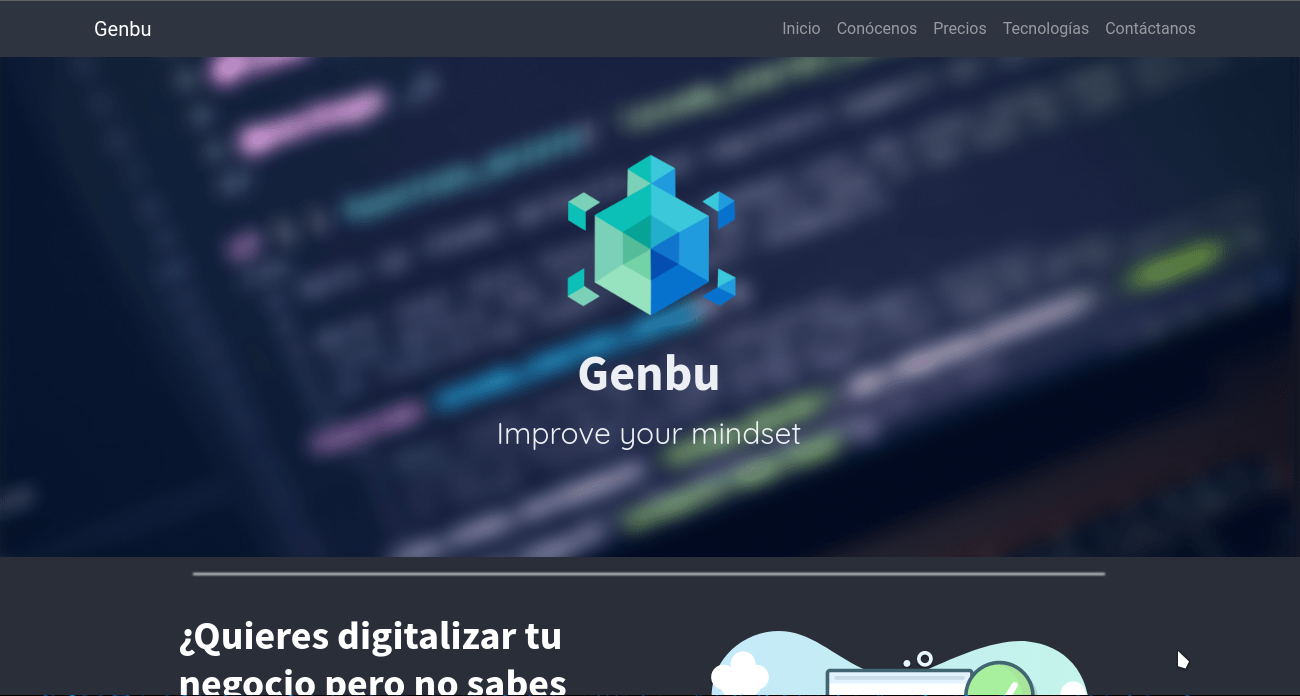 Genbu
Inicio Conócenos Precios Tecnologías Contáctanos
Genbu
Improve your mindset
¿Quieres digitalizar tu
negocio pero no sabes